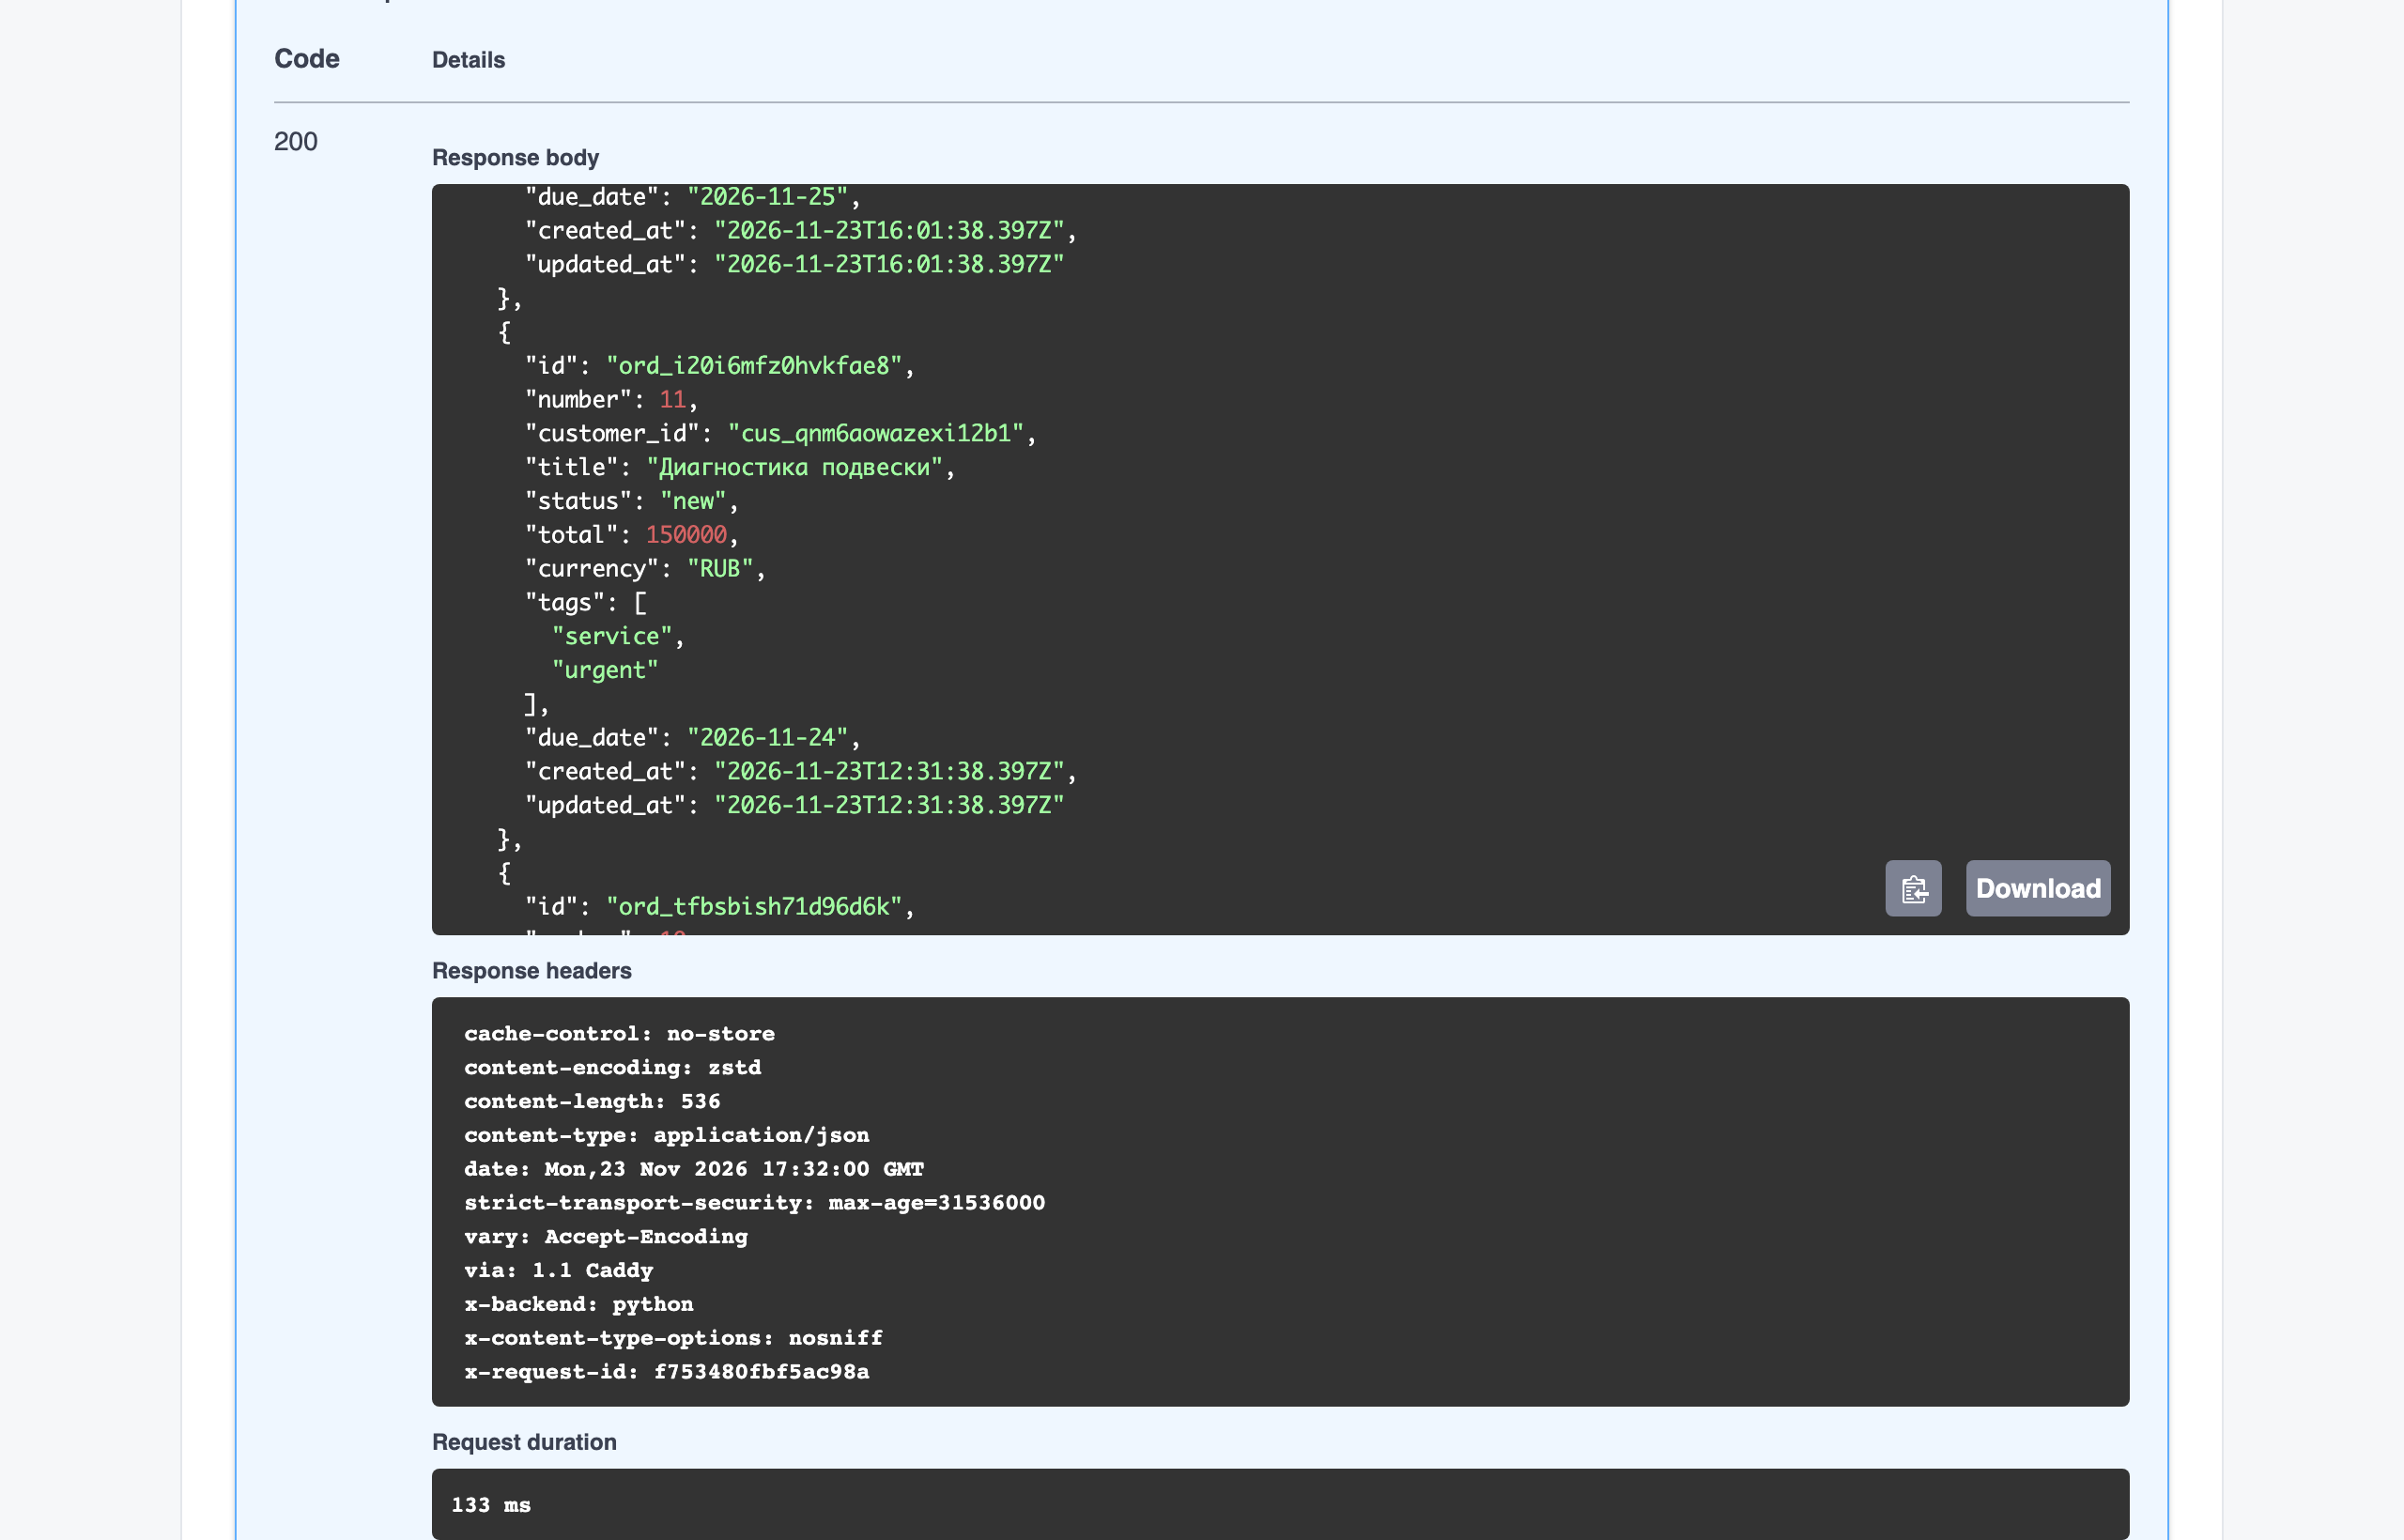 Code Details
200
Response body
"due_date": "2026-11-25",
"created_at": "2026-11-23T16:01:38.397Z",
"updated_at": "2026-11-23T16:01:38.397Z"
},
{
"id": "ord_i20i6mfz0hvkfae8",
"number": 11,
"customer_id": "cus_qnm6aowazexi12b1",
"title": "Диагностика подвески",
"status": "new",
"total": 150000,
"currency": "RUB",
"tags": [
"service",
"urgent"
],
"due_date": "2026-11-24",
"created_at": "2026-11-23T12:31:38.397Z",
"updated_at": "2026-11-23T12:31:38.397Z"
},
{
"id": "ord_tfbsbish71d96d6k",
Download
Response headers
cache-control: no-store
content-encoding: zstd
content-length: 536
content-type: application/json
date: Mon,23 Nov 2026 17:32:00 GMT
strict-transport-security: max-age=31536000
vary: Accept-Encoding
via: 1.1 Caddy
x-backend: python
x-content-type-options: nosniff
x-request-id: f753480fbf5ac98a
Request duration
133 ms